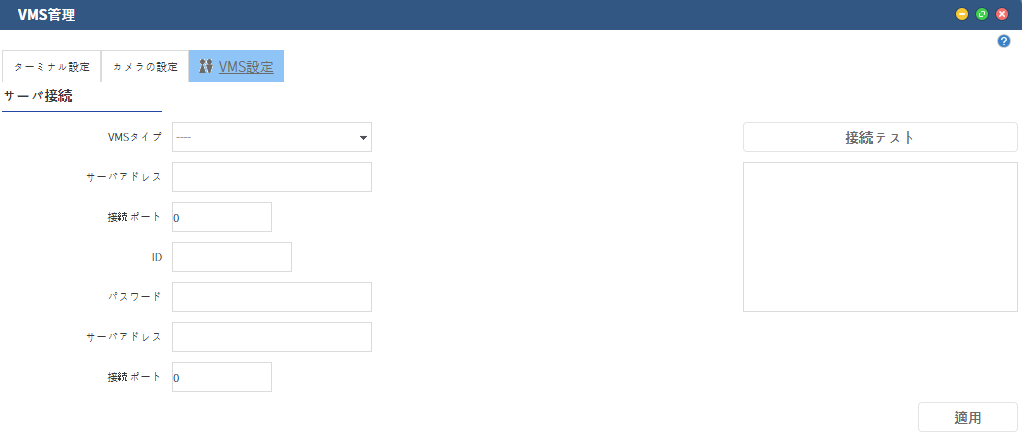 VMS管理
?
ターミナル設定 カメラの設定 VMS設定
サーバ接続
VMSタイプ ---- 接続テスト
サーバアドレス
接続ポート 0
ID
パスワード
サーバアドレス
接続ポート 0
適用